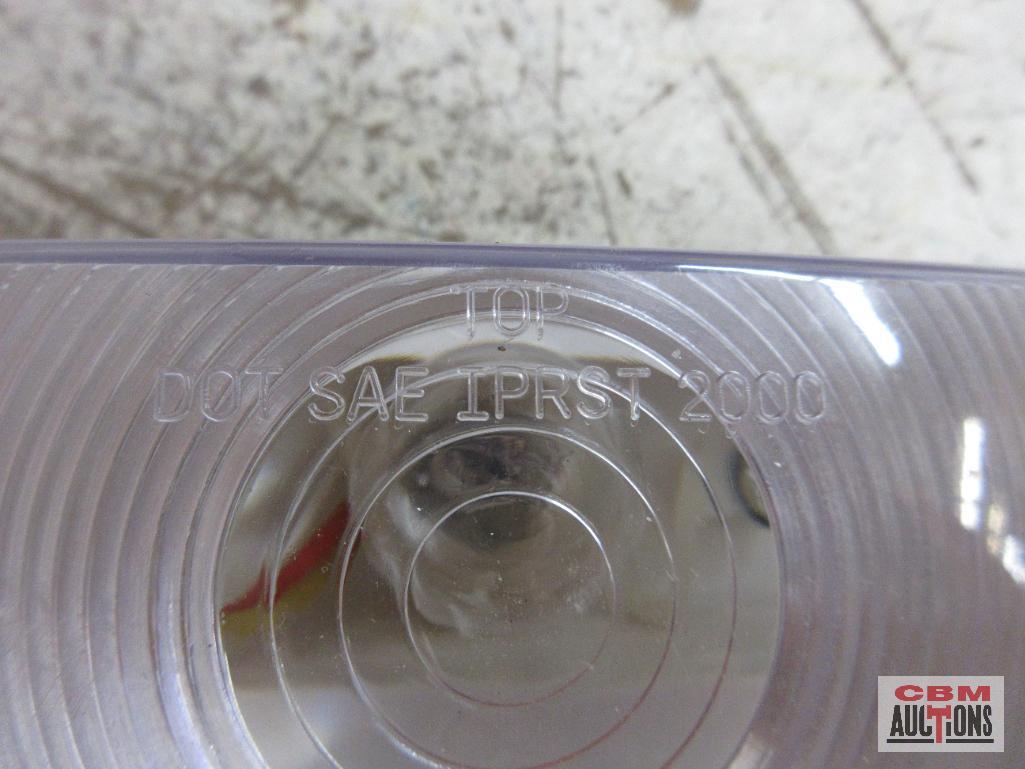 TOP
DOT SAE IPRST 2000
CBM
AUCTIONS